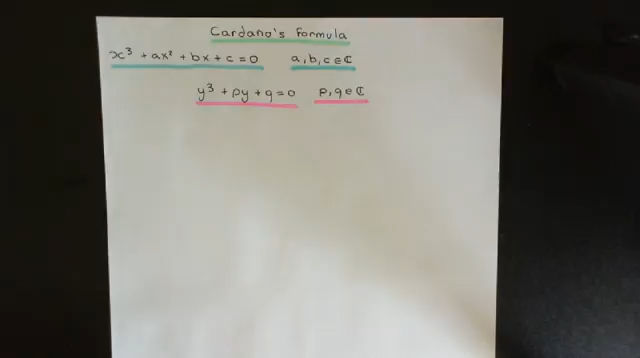 Cardano's Formula
x³ + ax² + bx + c = 0 a, b, c ∈ ℂ
y³ + py + q = 0 p, q ∈ ℂ